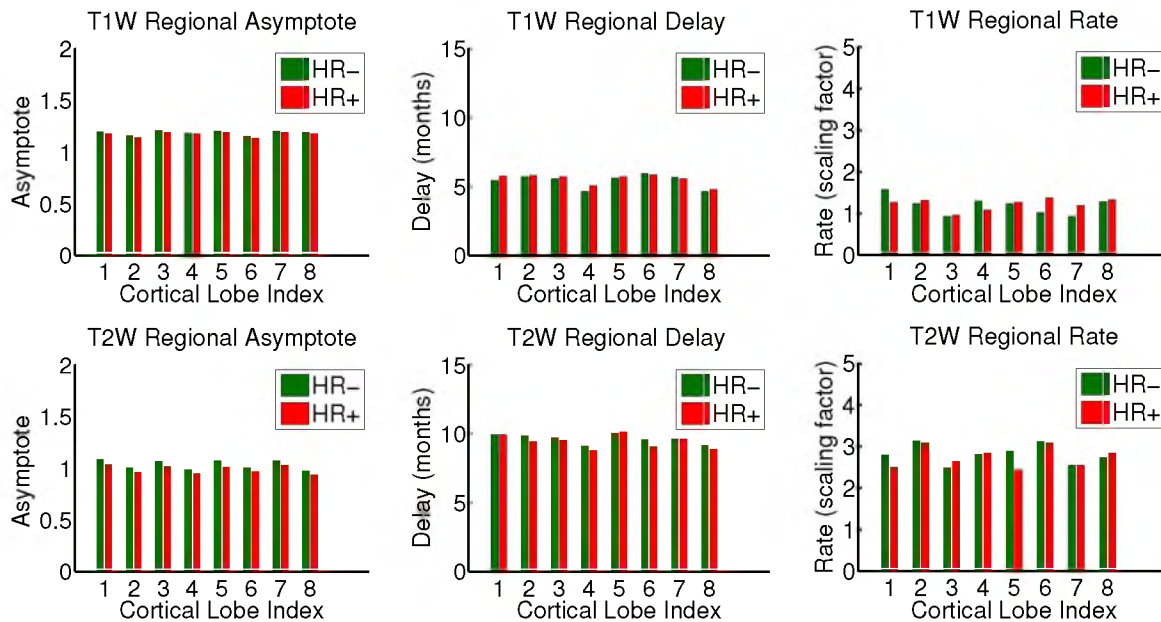 T1W Regional Asymptote
2
1.5
1
0.5
0
Asymptote
HR−
HR+
1 2 3 4 5 6 7 8
Cortical Lobe Index
T1W Regional Delay
15
10
5
0
Delay (months)
HR−
HR+
1 2 3 4 5 6 7 8
Cortical Lobe Index
T1W Regional Rate
5
4
3
2
1
0
Rate (scaling factor)
HR−
HR+
1 2 3 4 5 6 7 8
Cortical Lobe Index
T2W Regional Asymptote
2
1.5
1
0.5
0
Asymptote
HR−
HR+
1 2 3 4 5 6 7 8
Cortical Lobe Index
T2W Regional Delay
15
10
5
0
Delay (months)
HR−
HR+
1 2 3 4 5 6 7 8
Cortical Lobe Index
T2W Regional Rate
5
4
3
2
1
0
Rate (scaling factor)
HR−
HR+
1 2 3 4 5 6 7 8
Cortical Lobe Index